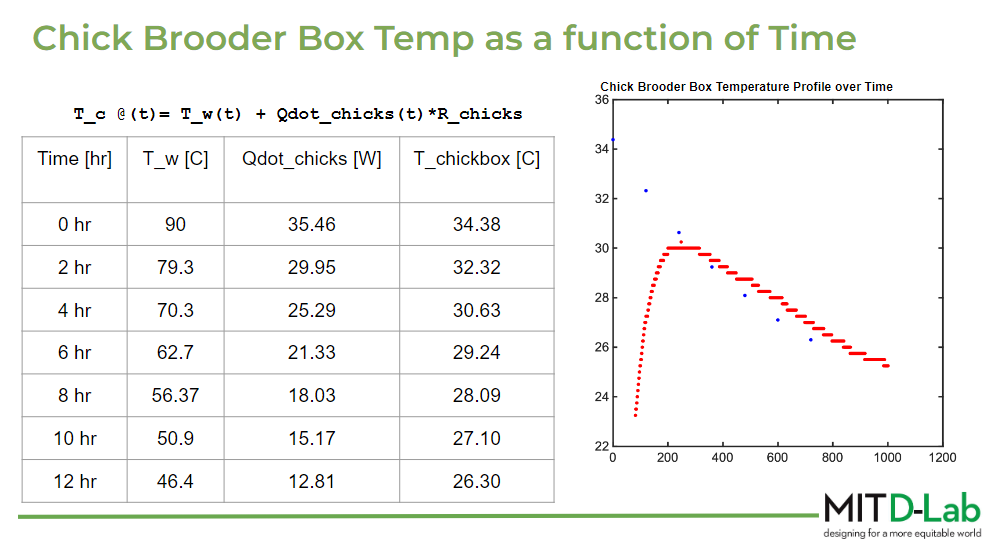 Chick Brooder Box Temp as a function of Time
T_c @(t)= T_w(t) + Qdot_chicks(t)*R_chicks
Time [hr] T_w [C] Qdot_chicks [W] T_chickbox [C]
0 hr 90 35.46 34.38
2 hr 79.3 29.95 32.32
4 hr 70.3 25.29 30.63
6 hr 62.7 21.33 29.24
8 hr 56.37 18.03 28.09
10 hr 50.9 15.17 27.10
12 hr 46.4 12.81 26.30
Chick Brooder Box Temperature Profile over Time
36
34
32
30
28
26
24
22
0 200 400 600 800 1000 1200
MIT D-Lab
designing for a more equitable world